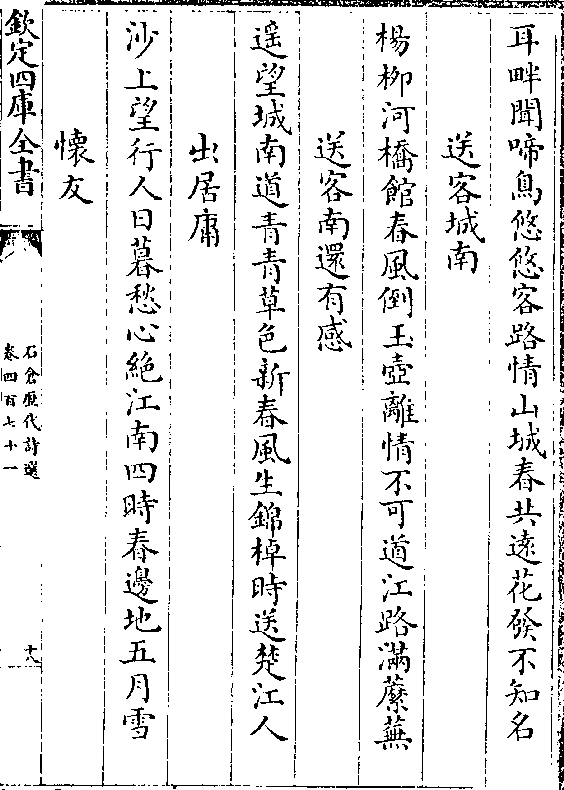 耳畔聞啼鳥悠悠客路情山城春共遠花發不知名
送客城南
楊柳河橋館春風倒玉壺離情不可道江路滿蘼蕪
送客南還有感
遥望城南道青青草色新春風生錦棹時送楚江人
出居庸
沙上望行人日暮愁心絶江南四時春邊地五月雪
懷友
欽定四庫全書
石倉歷代詩選
卷四百七十一
十八